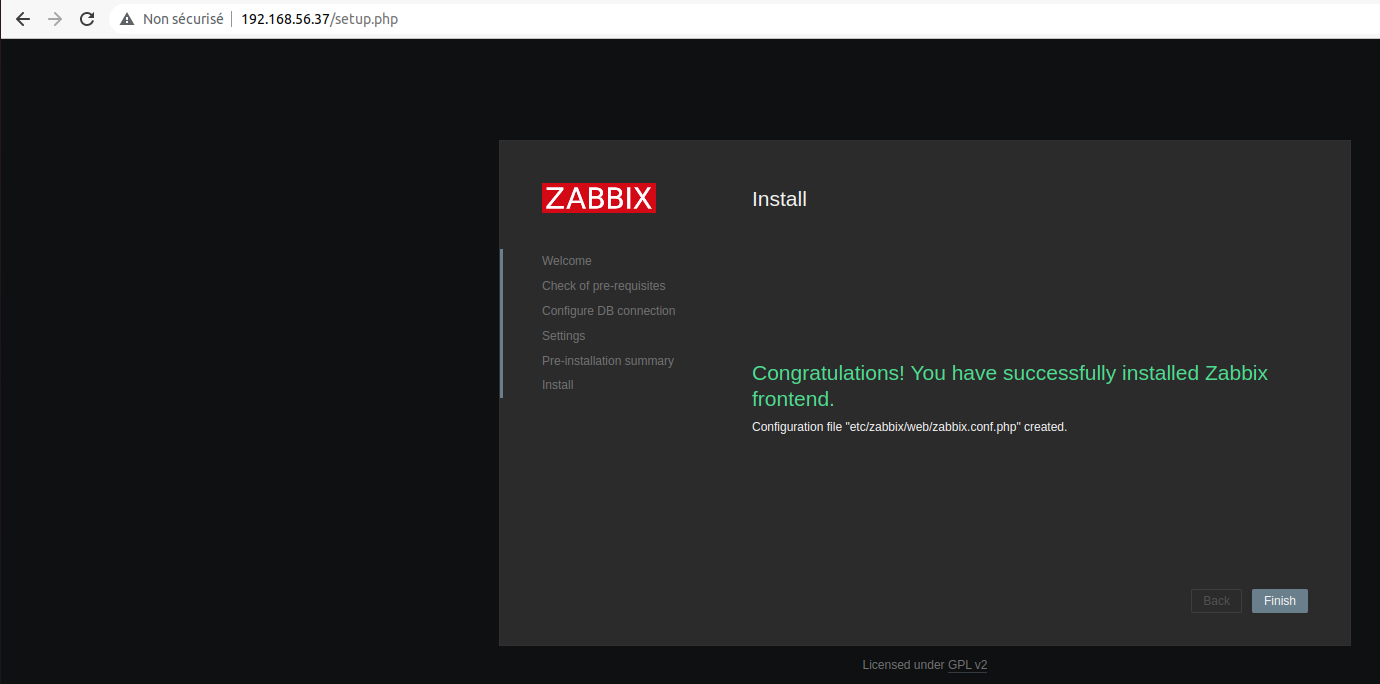 Non sécurisé 192.168.56.37/setup.php
ZABBIX
Install
Welcome
Check of pre-requisites
Configure DB connection
Settings
Pre-installation summary
Install
Congratulations! You have successfully installed Zabbix
frontend.
Configuration file "etc/zabbix/web/zabbix.conf.php" created.
Back Finish
Licensed under GPL v2